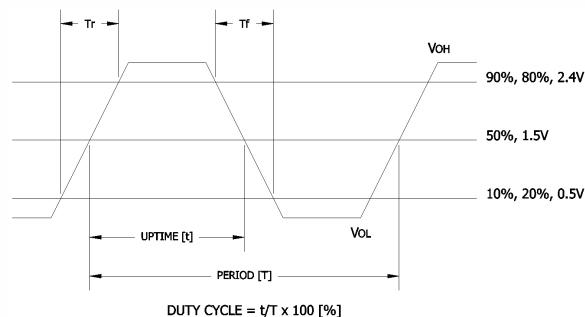 Tr
Tf
VOH
90%, 80%, 2.4V
50%, 1.5V
10%, 20%, 0.5V
UPTIME [t]
VOL
PERIOD [T]
DUTY CYCLE = t/T x 100 [%]